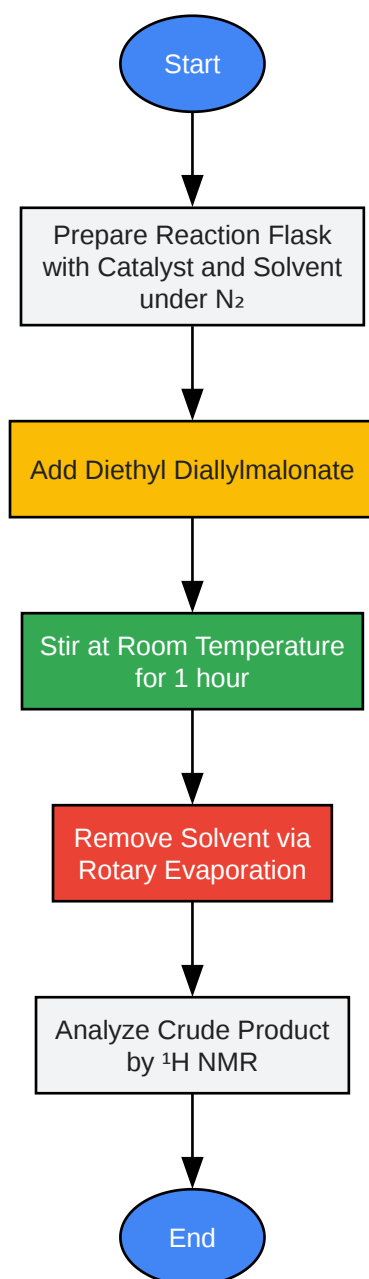 Start
Prepare Reaction Flask
with Catalyst and Solvent
under N₂
Add Diethyl Diallylmalonate
Stir at Room Temperature
for 1 hour
Remove Solvent via
Rotary Evaporation
Analyze Crude Product
by ¹H NMR
End